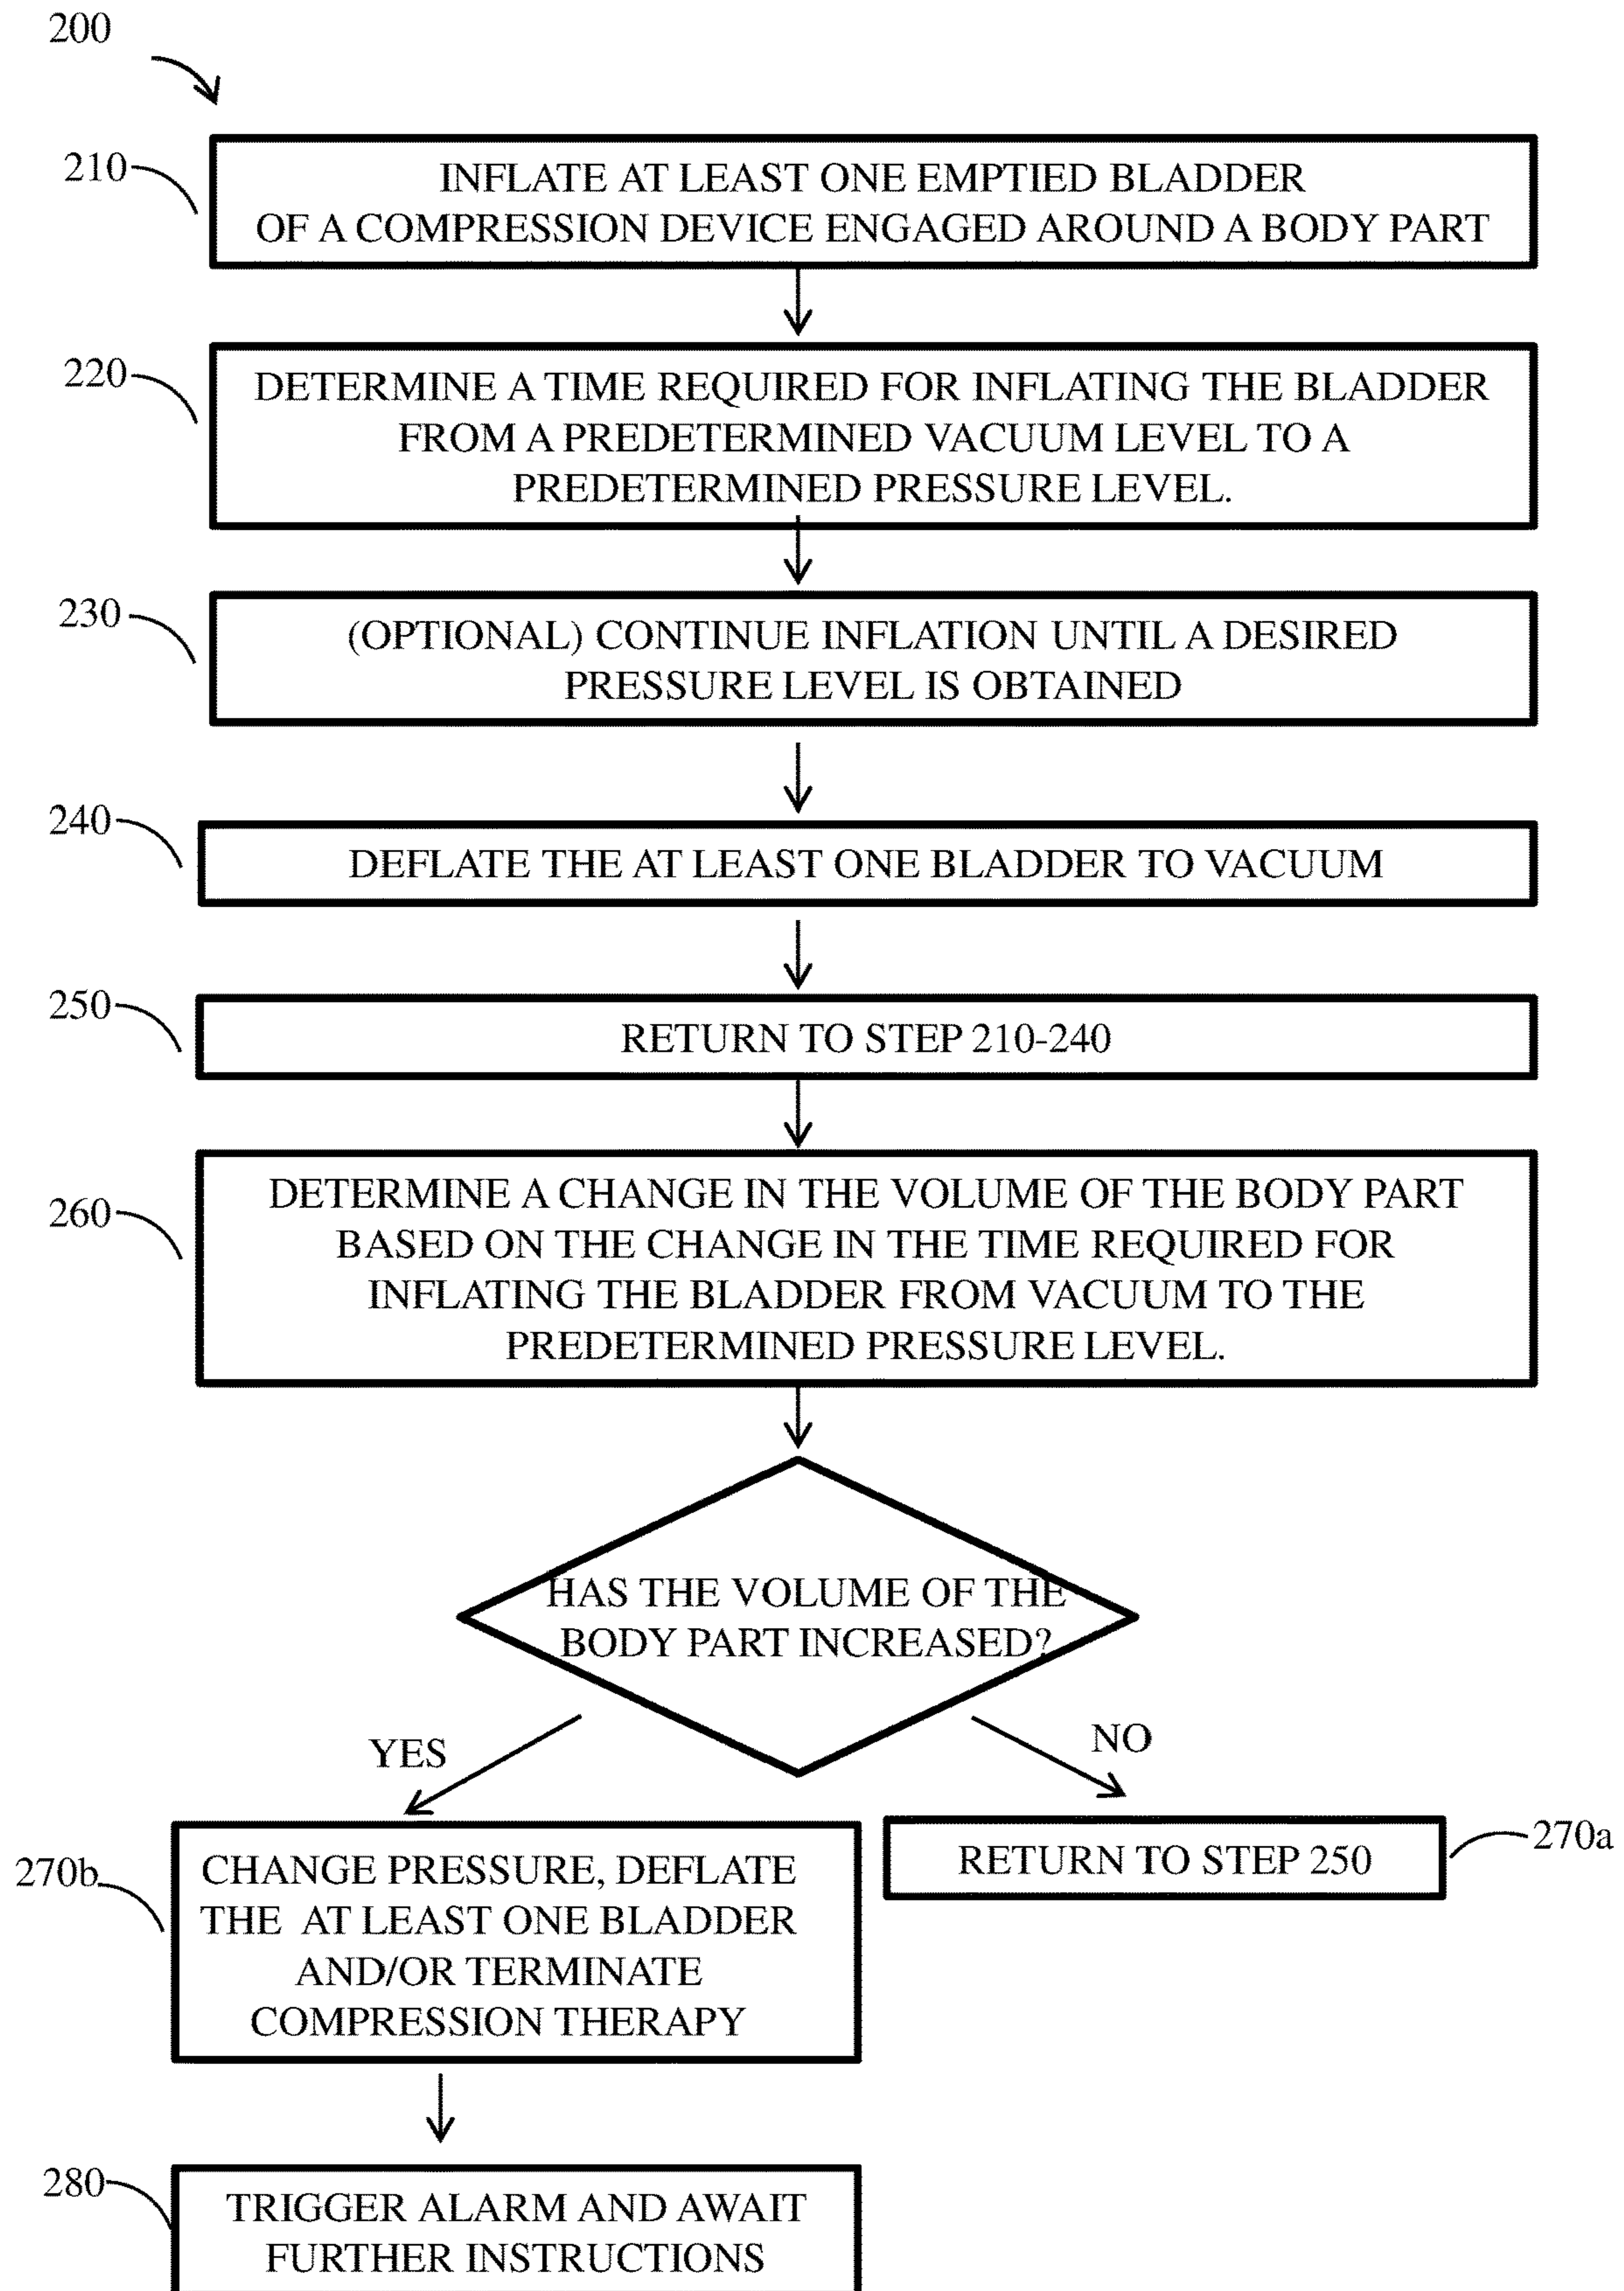 200
210
INFLATE AT LEAST ONE EMPTIED BLADDER
OF A COMPRESSION DEVICE ENGAGED AROUND A BODY PART
220
DETERMINE A TIME REQUIRED FOR INFLATING THE BLADDER
FROM A PREDETERMINED VACUUM LEVEL TO A
PREDETERMINED PRESSURE LEVEL.
230
(OPTIONAL) CONTINUE INFLATION UNTIL A DESIRED
PRESSURE LEVEL IS OBTAINED
240
DEFLATE THE AT LEAST ONE BLADDER TO VACUUM
250
RETURN TO STEP 210-240
260
DETERMINE A CHANGE IN THE VOLUME OF THE BODY PART
BASED ON THE CHANGE IN THE TIME REQUIRED FOR
INFLATING THE BLADDER FROM VACUUM TO THE
PREDETERMINED PRESSURE LEVEL.
HAS THE VOLUME OF THE
BODY PART INCREASED?
YES
NO
270b
CHANGE PRESSURE, DEFLATE
THE AT LEAST ONE BLADDER
AND/OR TERMINATE
COMPRESSION THERAPY
RETURN TO STEP 250
270a
280
TRIGGER ALARM AND AWAIT
FURTHER INSTRUCTIONS